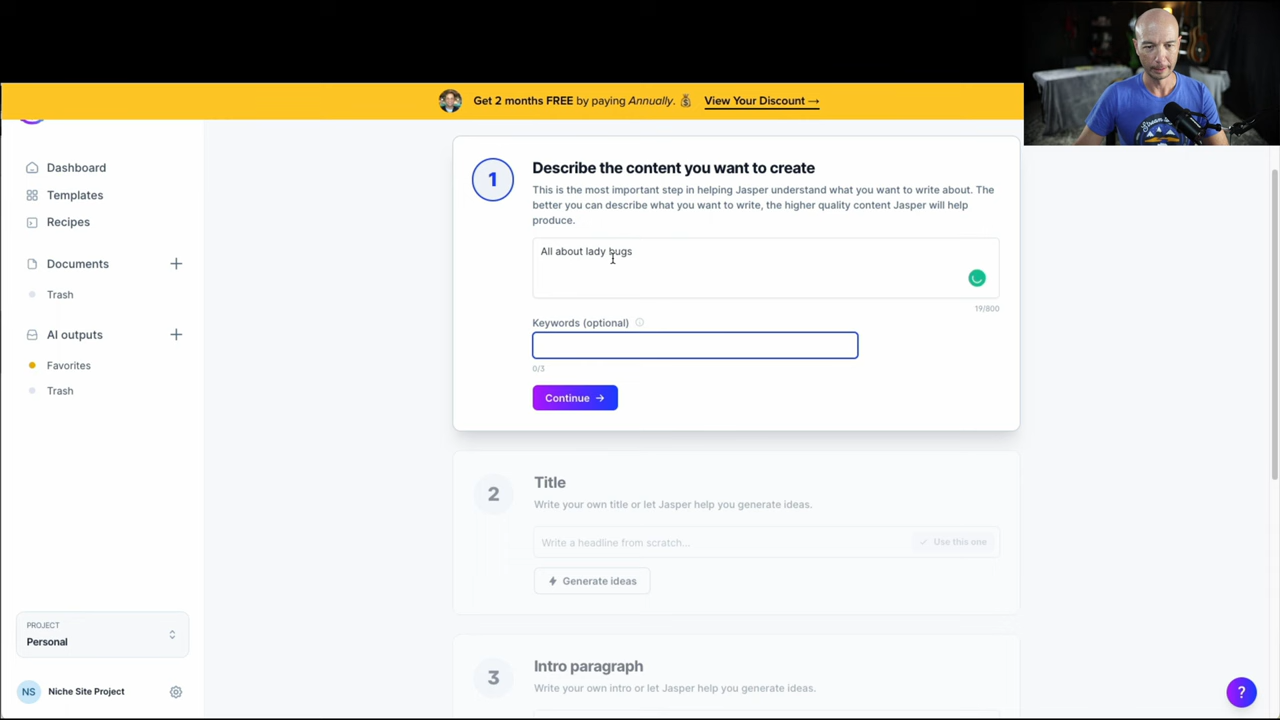 Get 2 months FREE by paying Annually. 💰 View Your Discount →
Dashboard
Templates
Recipes
Documents
Trash
AI outputs
Favorites
Trash
PROJECT
Personal
NS Niche Site Project
1
Describe the content you want to create
This is the most important step in helping Jasper understand what you want to write about. The
better you can describe what you want to write, the higher quality content Jasper will help
produce.
All about lady bugs
19/800
Keywords (optional)
0/3
Continue →
2
Title
Write your own title or let Jasper help you generate ideas.
Write a headline from scratch...
Use this one
Generate ideas
3
Intro paragraph
Write your own intro or let Jasper help you generate ideas.
?